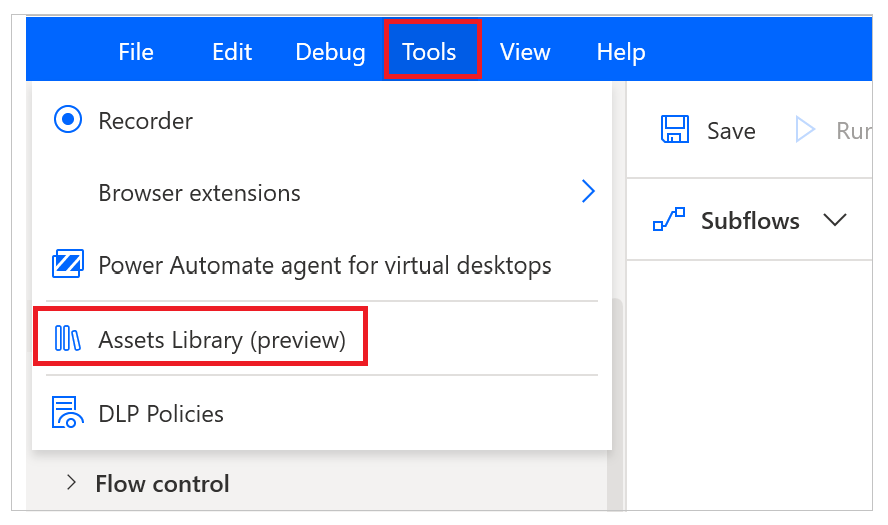 File Edit Debug Tools View Help
Recorder
Save
Browser extensions
Subflows
Power Automate agent for virtual desktops
Assets Library (preview)
DLP Policies
Flow control